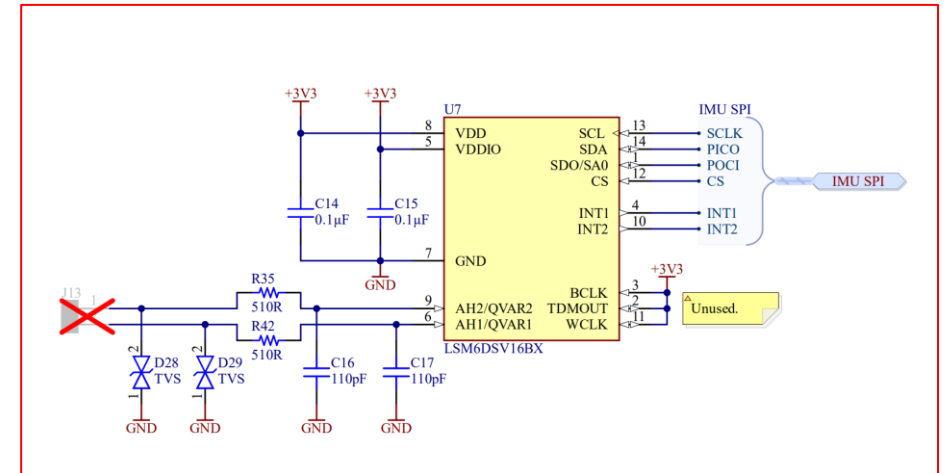 +3V3
+3V3
U7
IMU SPI
8
VDD
SCL
13
SCLK
5
VDDIO
SDA
14
PICO
SDO/SA0
1
POCI
CS
12
CS
IMU SPI
C14
0.1µF
C15
0.1µF
INT1
4
INT1
INT2
10
INT2
7
GND
GND
+3V3
J13
1
R35
510R
BCLK
3
9
AH2/QVAR2
TDMOUT
2
Unused.
R42
510R
6
AH1/QVAR1
WCLK
11
LSM6DSV16BX
2
D28
TVS
1
2
D29
TVS
1
C16
110pF
C17
110pF
GND
GND
GND
GND